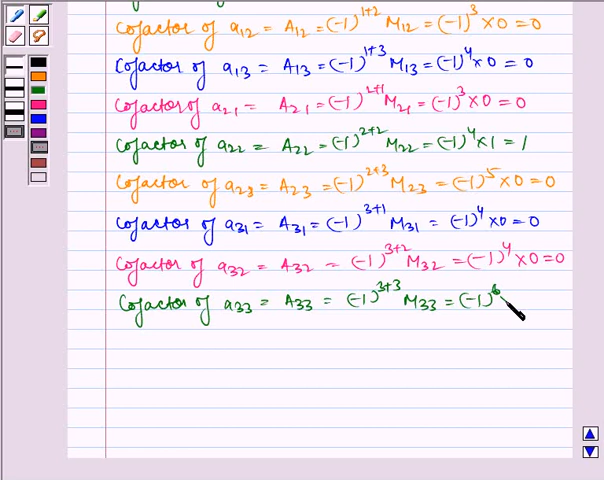 Cofactor of a₁₂ = A₁₂ = (-1)¹⁺² M₁₂ = (-1)³ × 0 = 0
Cofactor of a₁₃ = A₁₃ = (-1)¹⁺³ M₁₃ = (-1)⁴ × 0 = 0
Cofactor of a₂₁ = A₂₁ = (-1)²⁺¹ M₂₁ = (-1)³ × 0 = 0
Cofactor of a₂₂ = A₂₂ = (-1)²⁺² M₂₂ = (-1)⁴ × 1 = 1
Cofactor of a₂₃ = A₂₃ = (-1)²⁺³ M₂₃ = (-1)⁵ × 0 = 0
Cofactor of a₃₁ = A₃₁ = (-1)³⁺¹ M₃₁ = (-1)⁴ × 0 = 0
Cofactor of a₃₂ = A₃₂ = (-1)³⁺² M₃₂ = (-1)⁴ × 0 = 0
Cofactor of a₃₃ = A₃₃ = (-1)³⁺³ M₃₃ = (-1)⁶